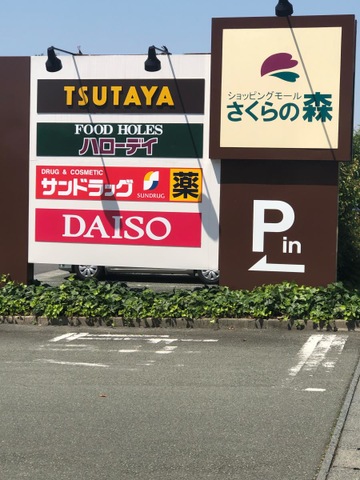 TSUTAYA
FOOD HOLES
ハローデイ
DRUG & COSMETIC
サンドラッグ
SUNDRUG
薬
DAISO
ショッピングモール
さくらの森
P in